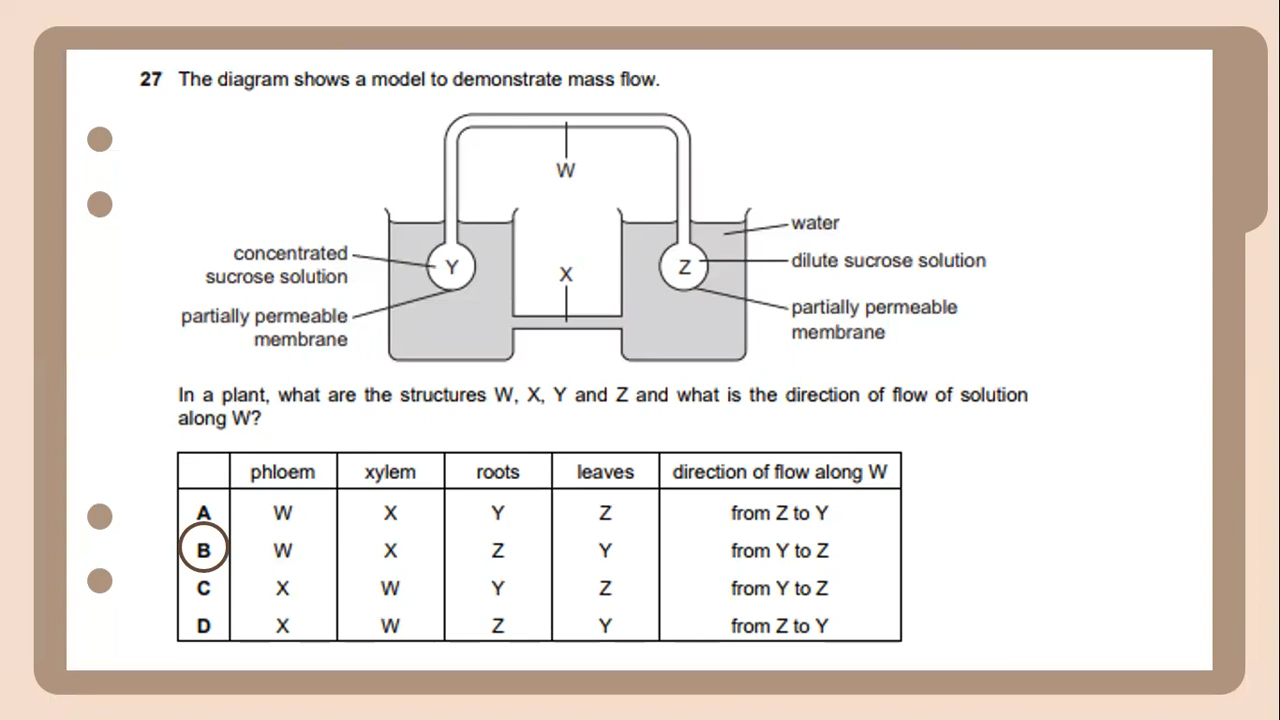 27 The diagram shows a model to demonstrate mass flow.
W
water
concentrated
sucrose solution
Y
Z
dilute sucrose solution
X
partially permeable
membrane
partially permeable
membrane
In a plant, what are the structures W, X, Y and Z and what is the direction of flow of solution
along W?
phloem xylem roots leaves direction of flow along W
A W X Y Z from Z to Y
B W X Z Y from Y to Z
C X W Y Z from Y to Z
D X W Z Y from Z to Y